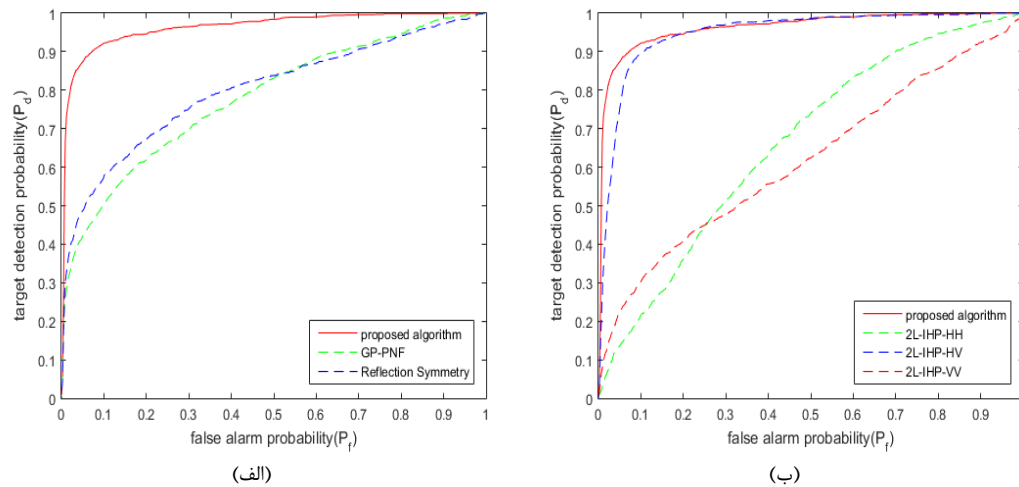 1
0.9
0.8
0.7
0.6
0.5
0.4
0.3
0.2
0.1
0
target detection probability(P_d)
proposed algorithm
GP-PNF
Reflection Symmetry
0 0.1 0.2 0.3 0.4 0.5 0.6 0.7 0.8 0.9 1
false alarm probability(P_f)
(الف)
1
0.9
0.8
0.7
0.6
0.5
0.4
0.3
0.2
0.1
0
target detection probability(P_d)
proposed algorithm
2L-IHP-HH
2L-IHP-HV
2L-IHP-VV
0 0.1 0.2 0.3 0.4 0.5 0.6 0.7 0.8 0.9
false alarm probability(P_f)
(ب)